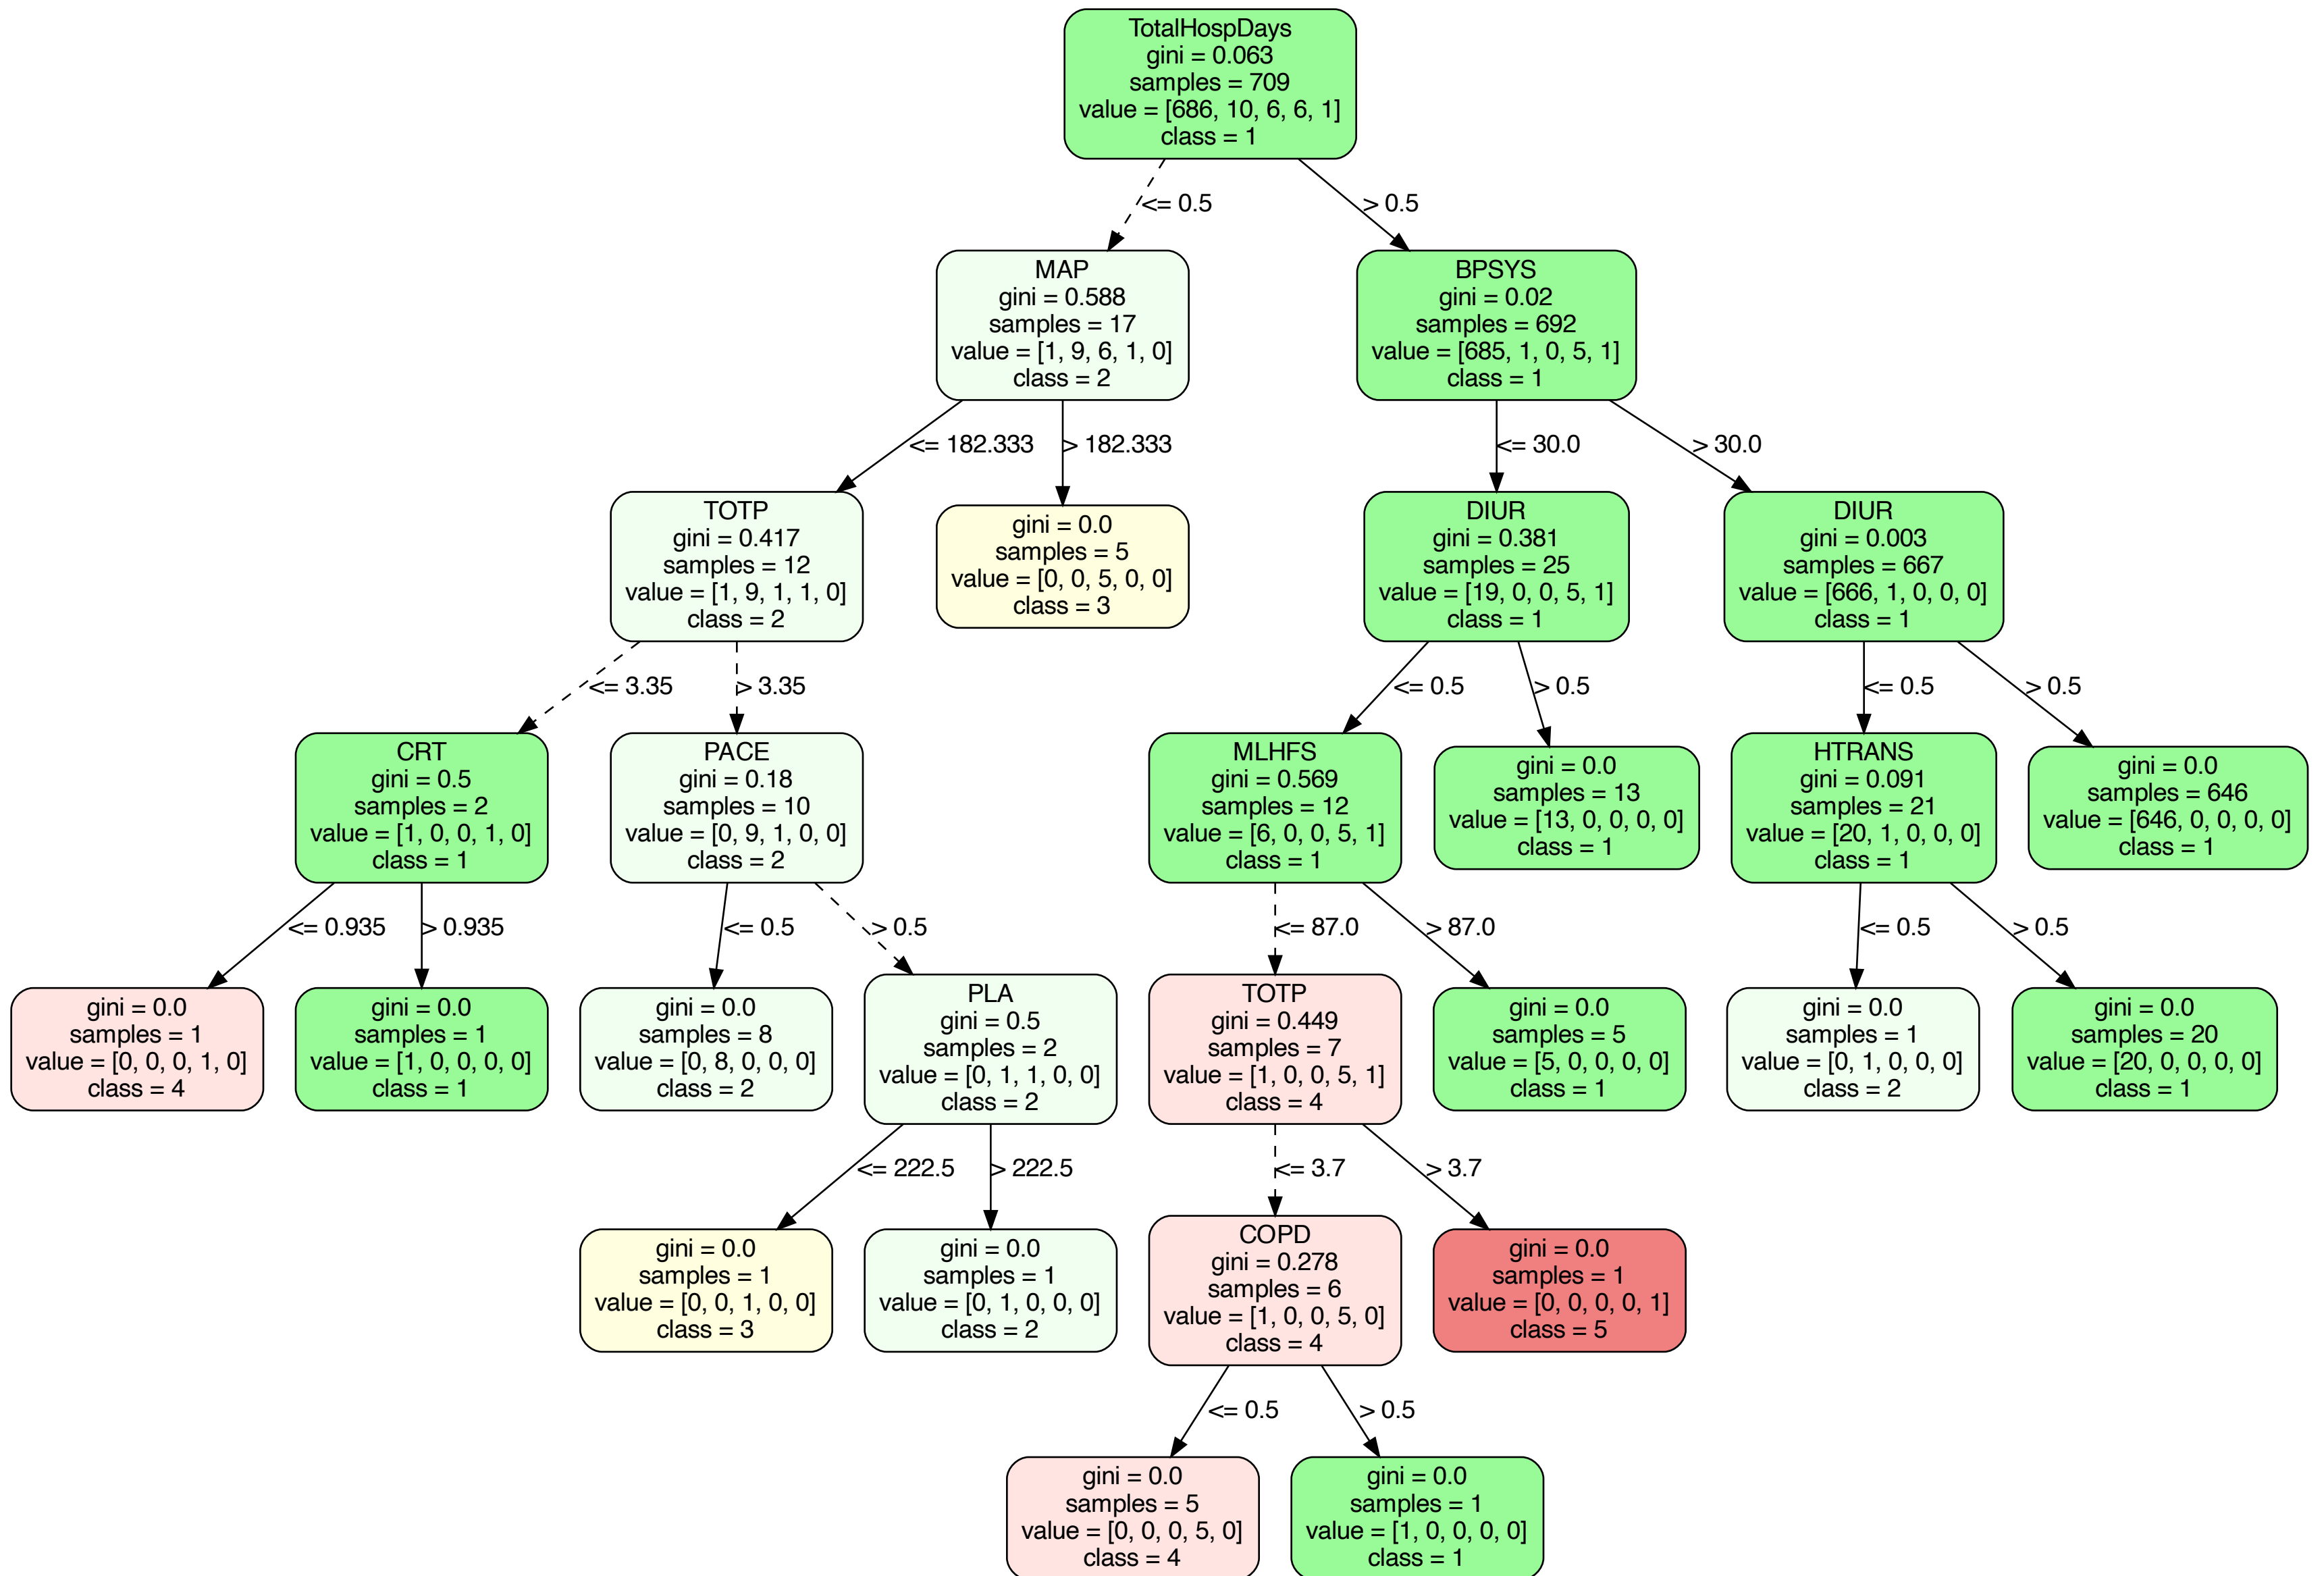 TotalHospDays
gini = 0.063
samples = 709
value = [686, 10, 6, 6, 1]
class = 1
<= 0.5
> 0.5
MAP
gini = 0.588
samples = 17
value = [1, 9, 6, 1, 0]
class = 2
BPSYS
gini = 0.02
samples = 692
value = [685, 1, 0, 5, 1]
class = 1
<= 182.333
> 182.333
<= 30.0
> 30.0
TOTP
gini = 0.417
samples = 12
value = [1, 9, 1, 1, 0]
class = 2
gini = 0.0
samples = 5
value = [0, 0, 5, 0, 0]
class = 3
DIUR
gini = 0.381
samples = 25
value = [19, 0, 0, 5, 1]
class = 1
DIUR
gini = 0.003
samples = 667
value = [666, 1, 0, 0, 0]
class = 1
<= 3.35
> 3.35
<= 0.5
> 0.5
<= 0.5
> 0.5
CRT
gini = 0.5
samples = 2
value = [1, 0, 0, 1, 0]
class = 1
PACE
gini = 0.18
samples = 10
value = [0, 9, 1, 0, 0]
class = 2
MLHFS
gini = 0.569
samples = 12
value = [6, 0, 0, 5, 1]
class = 1
gini = 0.0
samples = 13
value = [13, 0, 0, 0, 0]
class = 1
HTRANS
gini = 0.091
samples = 21
value = [20, 1, 0, 0, 0]
class = 1
gini = 0.0
samples = 646
value = [646, 0, 0, 0, 0]
class = 1
<= 0.935
> 0.935
<= 0.5
> 0.5
<= 87.0
> 87.0
<= 0.5
> 0.5
gini = 0.0
samples = 1
value = [0, 0, 0, 1, 0]
class = 4
gini = 0.0
samples = 1
value = [1, 0, 0, 0, 0]
class = 1
gini = 0.0
samples = 8
value = [0, 8, 0, 0, 0]
class = 2
PLA
gini = 0.5
samples = 2
value = [0, 1, 1, 0, 0]
class = 2
TOTP
gini = 0.449
samples = 7
value = [1, 0, 0, 5, 1]
class = 4
gini = 0.0
samples = 5
value = [5, 0, 0, 0, 0]
class = 1
gini = 0.0
samples = 1
value = [0, 1, 0, 0, 0]
class = 2
gini = 0.0
samples = 20
value = [20, 0, 0, 0, 0]
class = 1
<= 222.5
> 222.5
<= 3.7
> 3.7
gini = 0.0
samples = 1
value = [0, 0, 1, 0, 0]
class = 3
gini = 0.0
samples = 1
value = [0, 1, 0, 0, 0]
class = 2
COPD
gini = 0.278
samples = 6
value = [1, 0, 0, 5, 0]
class = 4
gini = 0.0
samples = 1
value = [0, 0, 0, 0, 1]
class = 5
<= 0.5
> 0.5
gini = 0.0
samples = 5
value = [0, 0, 0, 5, 0]
class = 4
gini = 0.0
samples = 1
value = [1, 0, 0, 0, 0]
class = 1